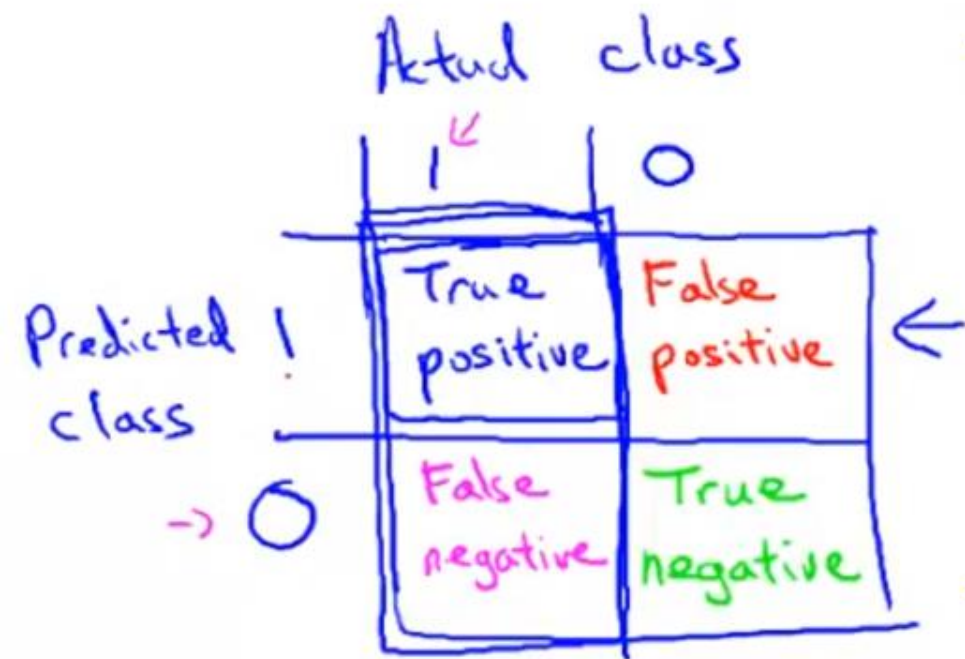 Actual class
1 0
True False
Predicted 1 positive positive
class
False True
0 negative negative